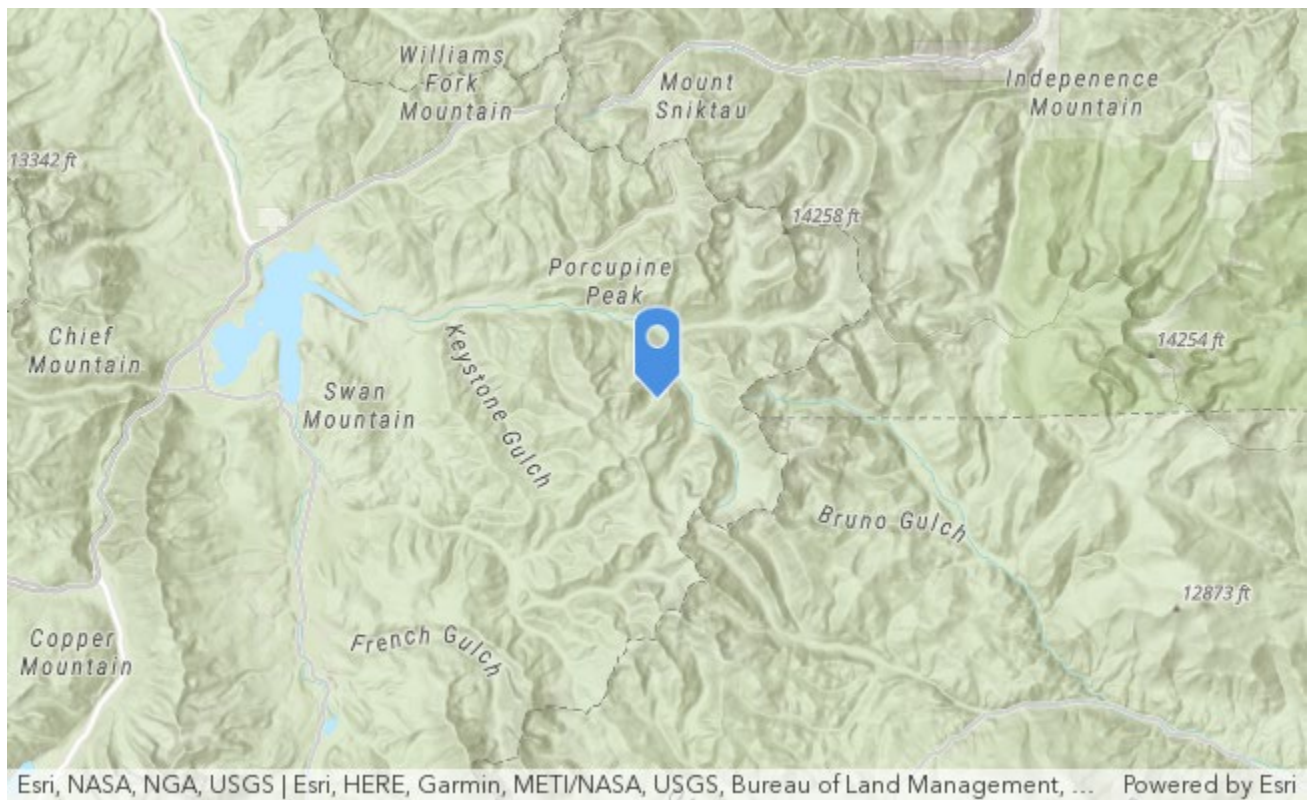 Williams
Fork
Mountain
Mount
Sniktau
Indepenence
Mountain
13342 ft
14258 ft
Porcupine
Peak
Chief
Mountain
14254 ft
Keystone Gulch
Swan
Mountain
Bruno Gulch
12873 ft
Copper
Mountain
French Gulch
Esri, NASA, NGA, USGS | Esri, HERE, Garmin, METI/NASA, USGS, Bureau of Land Management, ... Powered by Esri